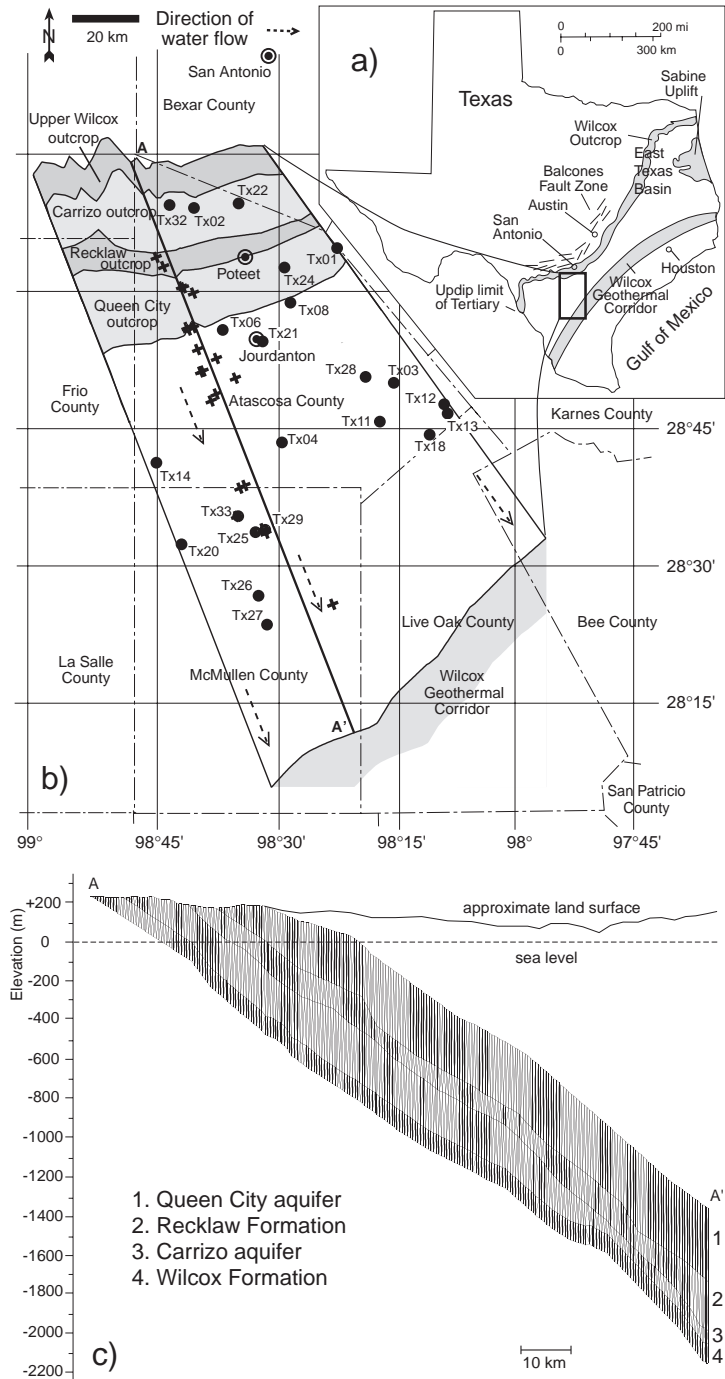 N
20 km
Direction of
water flow
San Antonio
Bexar County
Upper Wilcox
outcrop
A
Carrizo outcrop
Tx32
Tx02
Tx22
Recklaw
outcrop
Poteet
Tx01
Tx24
Queen City
outcrop
Tx08
Tx06
Tx21
Jourdanton
Frio
County
Atascosa County
Tx28
Tx03
Tx12
Tx13
Tx11
Tx18
Tx04
Tx14
Karnes County
Tx33
Tx29
Tx25
Tx20
Tx26
Tx27
La Salle
County
McMullen County
Live Oak County
Bee County
Wilcox
Geothermal
Corridor
A'
San Patricio
County
b)
28°45'
28°30'
28°15'
99°
98°45'
98°30'
98°15'
98°
97°45'
a)
0
200 mi
0
300 km
Texas
Sabine
Uplift
Wilcox
Outcrop
East
Texas
Basin
Balcones
Fault Zone
Austin
San
Antonio
Houston
Updip limit
of Tertiary
Wilcox
Geothermal
Corridor
Gulf of Mexico
A
Elevation (m)
+200
0
-200
-400
-600
-800
-1000
-1200
-1400
-1600
-1800
-2000
-2200
approximate land surface
sea level
1. Queen City aquifer
2. Recklaw Formation
3. Carrizo aquifer
4. Wilcox Formation
A'
1
2
3
4
10 km
c)